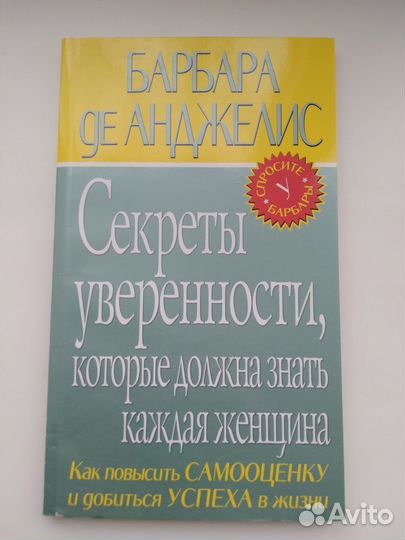 БАРБАРА
ДЕ АНДЖЕЛИС
СПРОСИТЕ
У
БАРБАРЫ
Секреты
уверенности,
которые должна знать
каждая женщина
Как повысить САМООЦЕНКУ
и добиться УСПЕХА в жизни
Avito